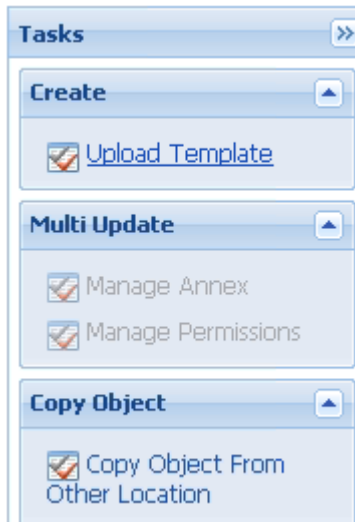 Tasks
Create
Upload Template
Multi Update
Manage Annex
Manage Permissions
Copy Object
Copy Object From
Other Location